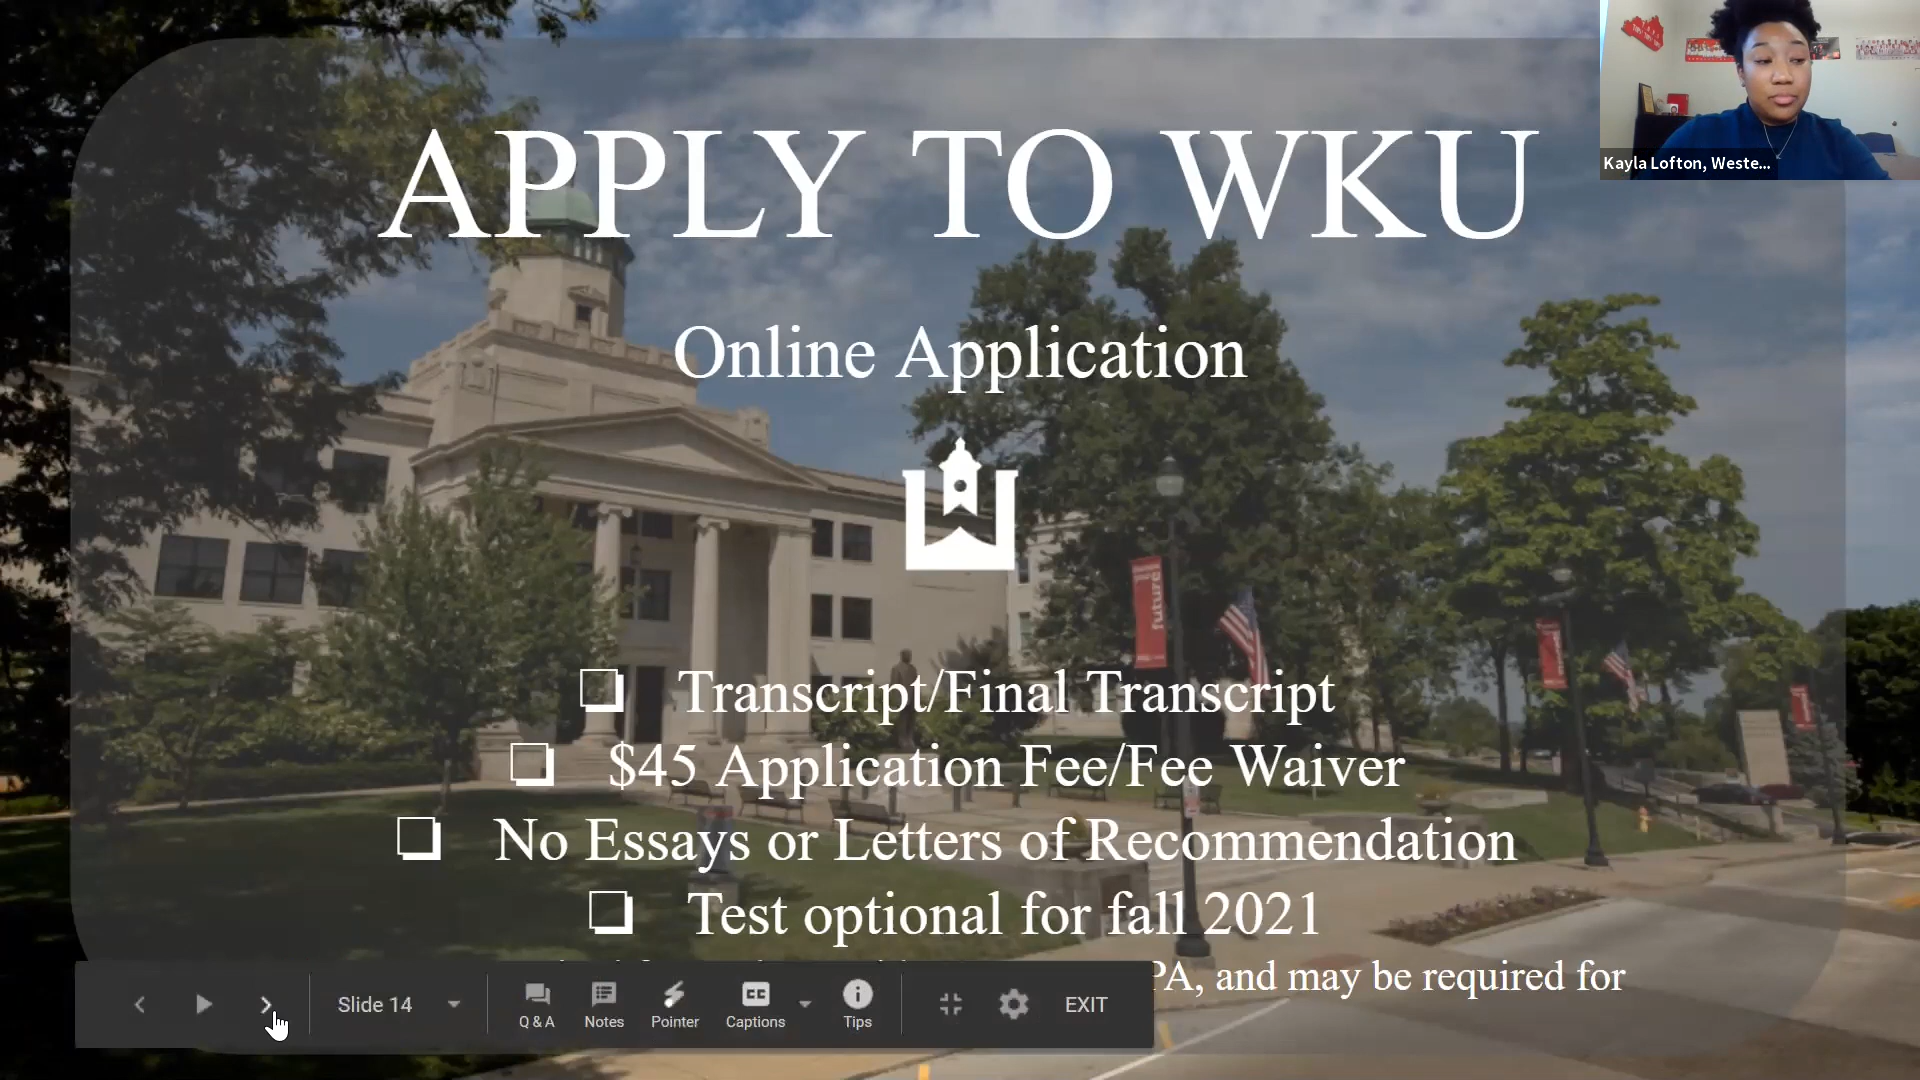 APPLY TO WKU
Kayla Lofton, Weste...
Online Application
future
❏ Transcript/Final Transcript
❏ $45 Application Fee/Fee Waiver
❏ No Essays or Letters of Recommendation
❏ Test optional for fall 2021
PA, and may be required for
Slide 14
Q & A
Notes
Pointer
CC
Captions
Tips
EXIT